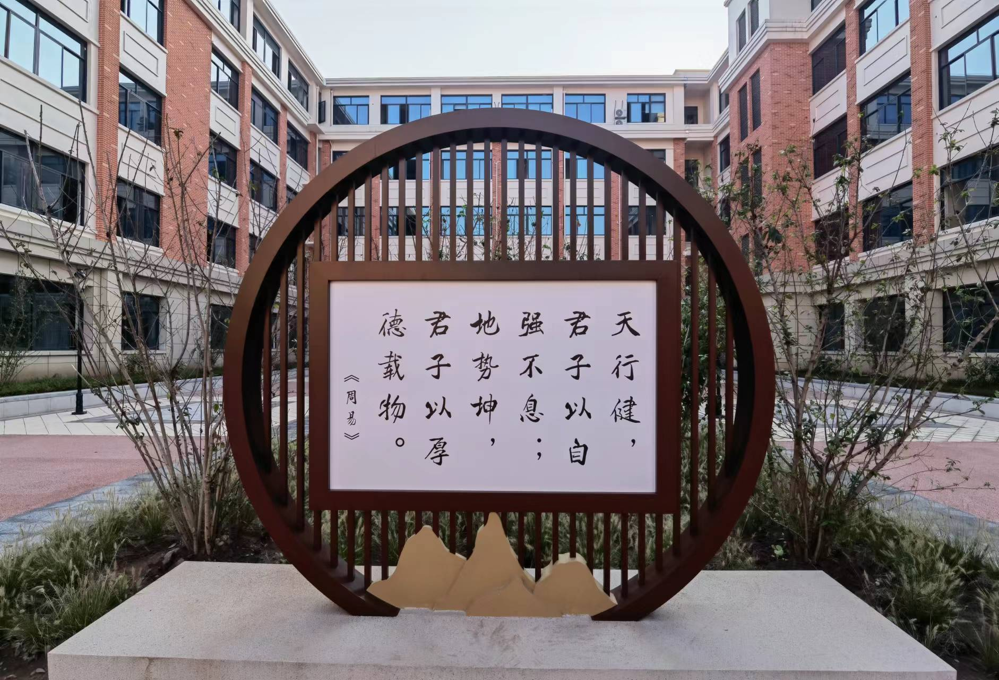 天行健，
君子以自
强不息；
地势坤，
君子以厚
德载物。
《周易》